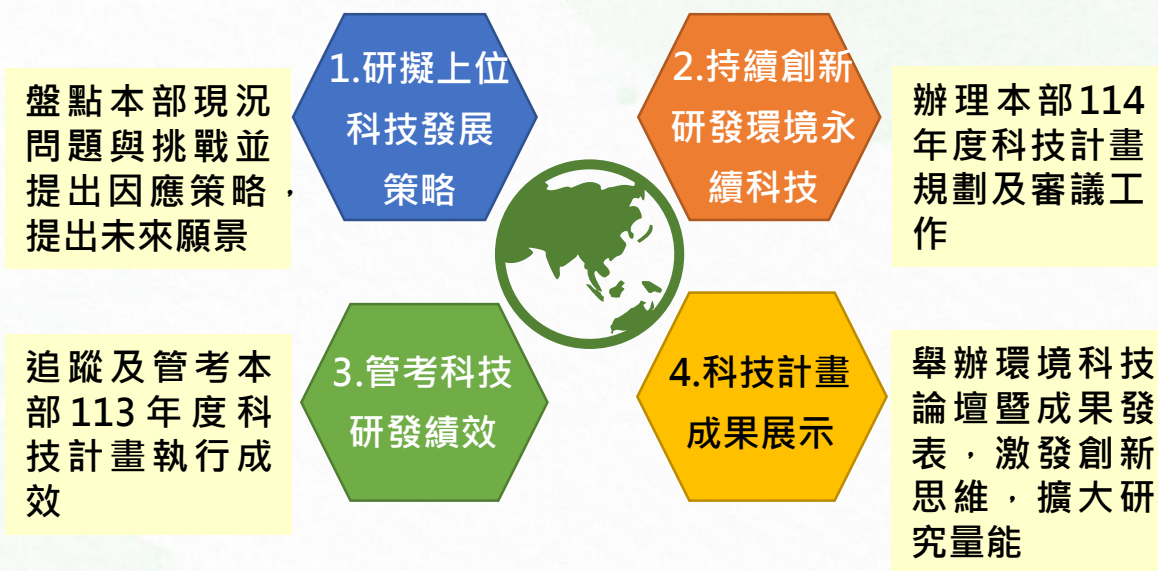 盤點本部現況
問題與挑戰並
提出因應策略，
提出未來願景
1.研擬上位
科技發展
策略
2.持續創新
研發環境永
續科技
辦理本部114
年度科技計畫
規劃及審議工
作
追蹤及管考本
部113年度科
技計畫執行成
效
3.管考科技
研發績效
4.科技計畫
成果展示
舉辦環境科技
論壇暨成果發
表，激發創新
思維，擴大研
究量能